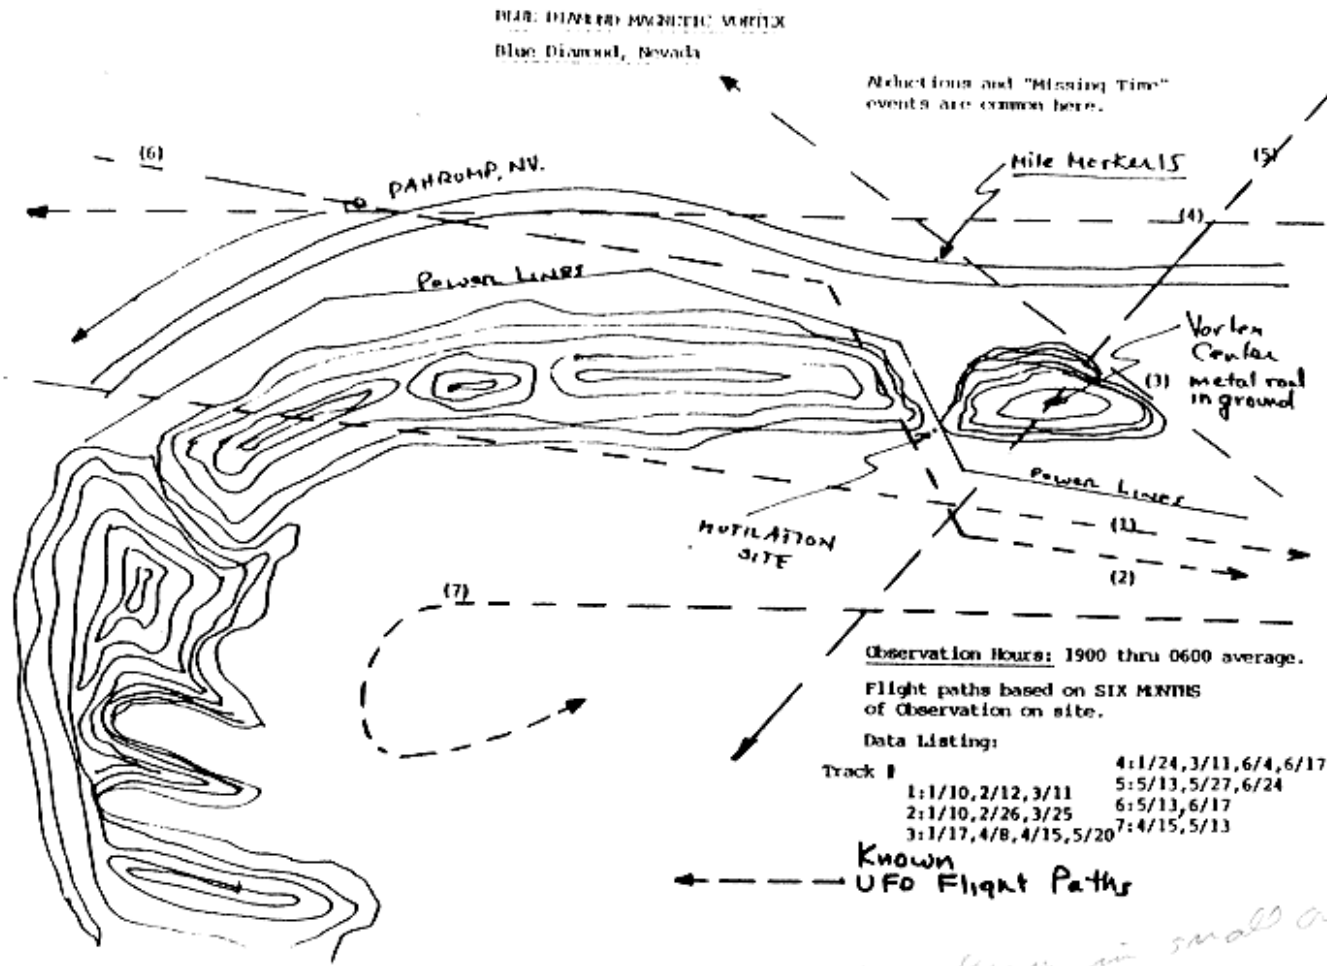 BLUE DIAMOND MAGNETIC VORTEX
Blue Diamond, Nevada
Abductions and "Missing Time"
events are common here.
(6)
PAHRUMP, NV.
Mile Marker 15
(5)
(4)
Power Lines
Vortex
Center
(3) metal rod
in ground
Power Lines
MUTILATION
SITE
(1)
(2)
(7)
Observation Hours: 1900 thru 0600 average.
Flight paths based on SIX MONTHS
of Observation on site.
Data Listing:
Track #
1:1/10,2/12,3/11
2:1/10,2/26,3/25
3:1/17,4/8,4/15,5/20
4:1/24,3/11,6/4,6/17
5:5/13,5/27,6/24
6:5/13,6/17
7:4/15,5/13
Known
UFO Flight Paths
in small